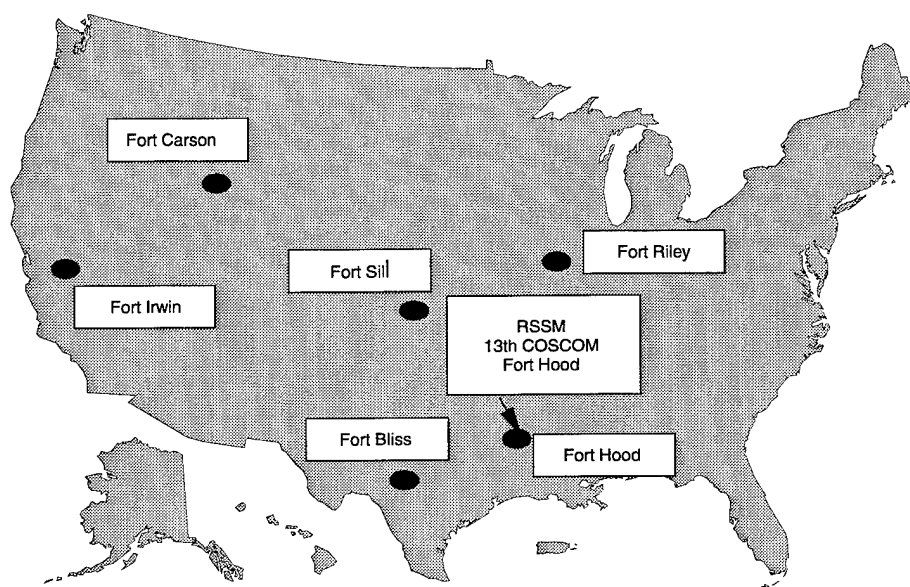 Fort Carson
Fort Riley
Fort Sill
Fort Irwin
RSSM
13th COSCOM
Fort Hood
Fort Bliss
Fort Hood